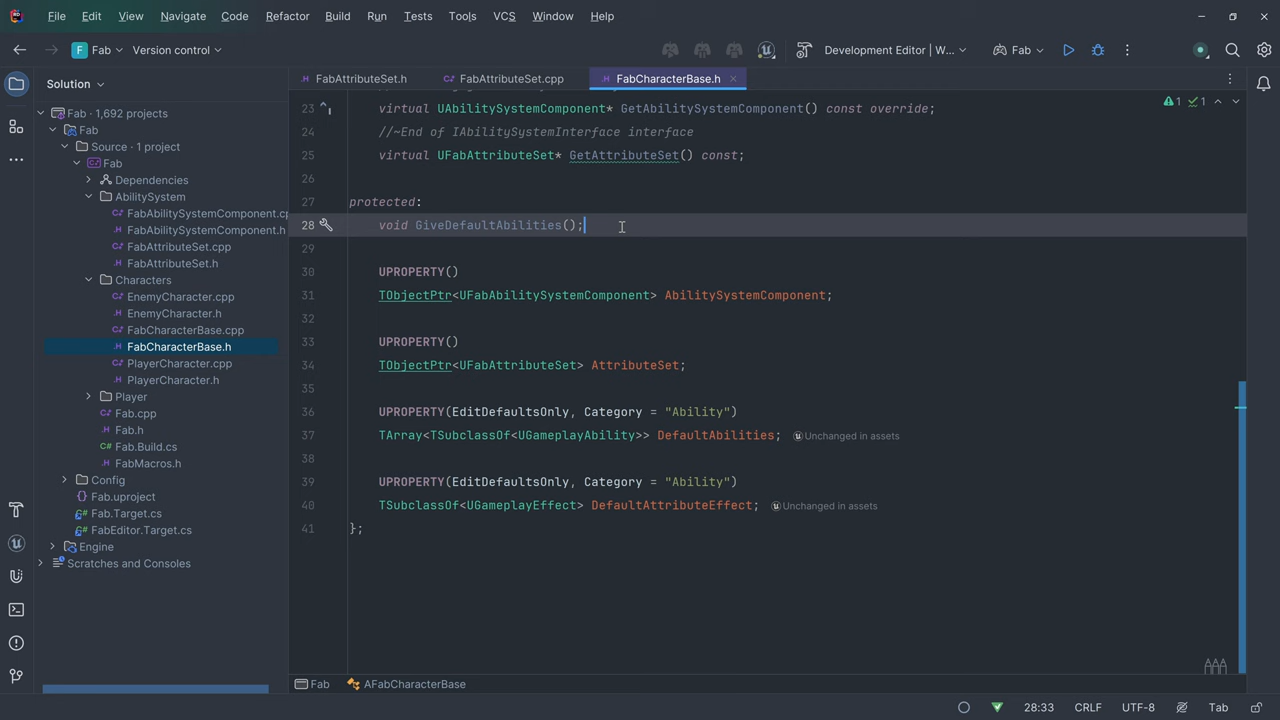 File Edit View Navigate Code Refactor Build Run Tests Tools VCS Window Help
F Fab Version control Development Editor | W... Fab
Solution
FabAttributeSet.h FabAttributeSet.cpp FabCharacterBase.h
Fab · 1,692 projects
Fab
Source · 1 project
Fab
Dependencies
AbilitySystem
FabAbilitySystemComponent.cp
FabAbilitySystemComponent.h
FabAttributeSet.cpp
FabAttributeSet.h
Characters
EnemyCharacter.cpp
EnemyCharacter.h
FabCharacterBase.cpp
FabCharacterBase.h
PlayerCharacter.cpp
PlayerCharacter.h
Player
Fab.cpp
Fab.h
Fab.Build.cs
FabMacros.h
Config
Fab.uproject
Fab.Target.cs
FabEditor.Target.cs
Engine
Scratches and Consoles
23 virtual UAbilitySystemComponent* GetAbilitySystemComponent() const override;
24 //~End of IAbilitySystemInterface interface
25 virtual UFabAttributeSet* GetAttributeSet() const;
26
27 protected:
28 void GiveDefaultAbilities();
29
30 UPROPERTY()
31 TObjectPtr<UFabAbilitySystemComponent> AbilitySystemComponent;
32
33 UPROPERTY()
34 TObjectPtr<UFabAttributeSet> AttributeSet;
35
36 UPROPERTY(EditDefaultsOnly, Category = "Ability")
37 TArray<TSubclassOf<UGameplayAbility>> DefaultAbilities; Unchanged in assets
38
39 UPROPERTY(EditDefaultsOnly, Category = "Ability")
40 TSubclassOf<UGameplayEffect> DefaultAttributeEffect; Unchanged in assets
41 };
1 1
Fab AFabCharacterBase
28:33 CRLF UTF-8 Tab